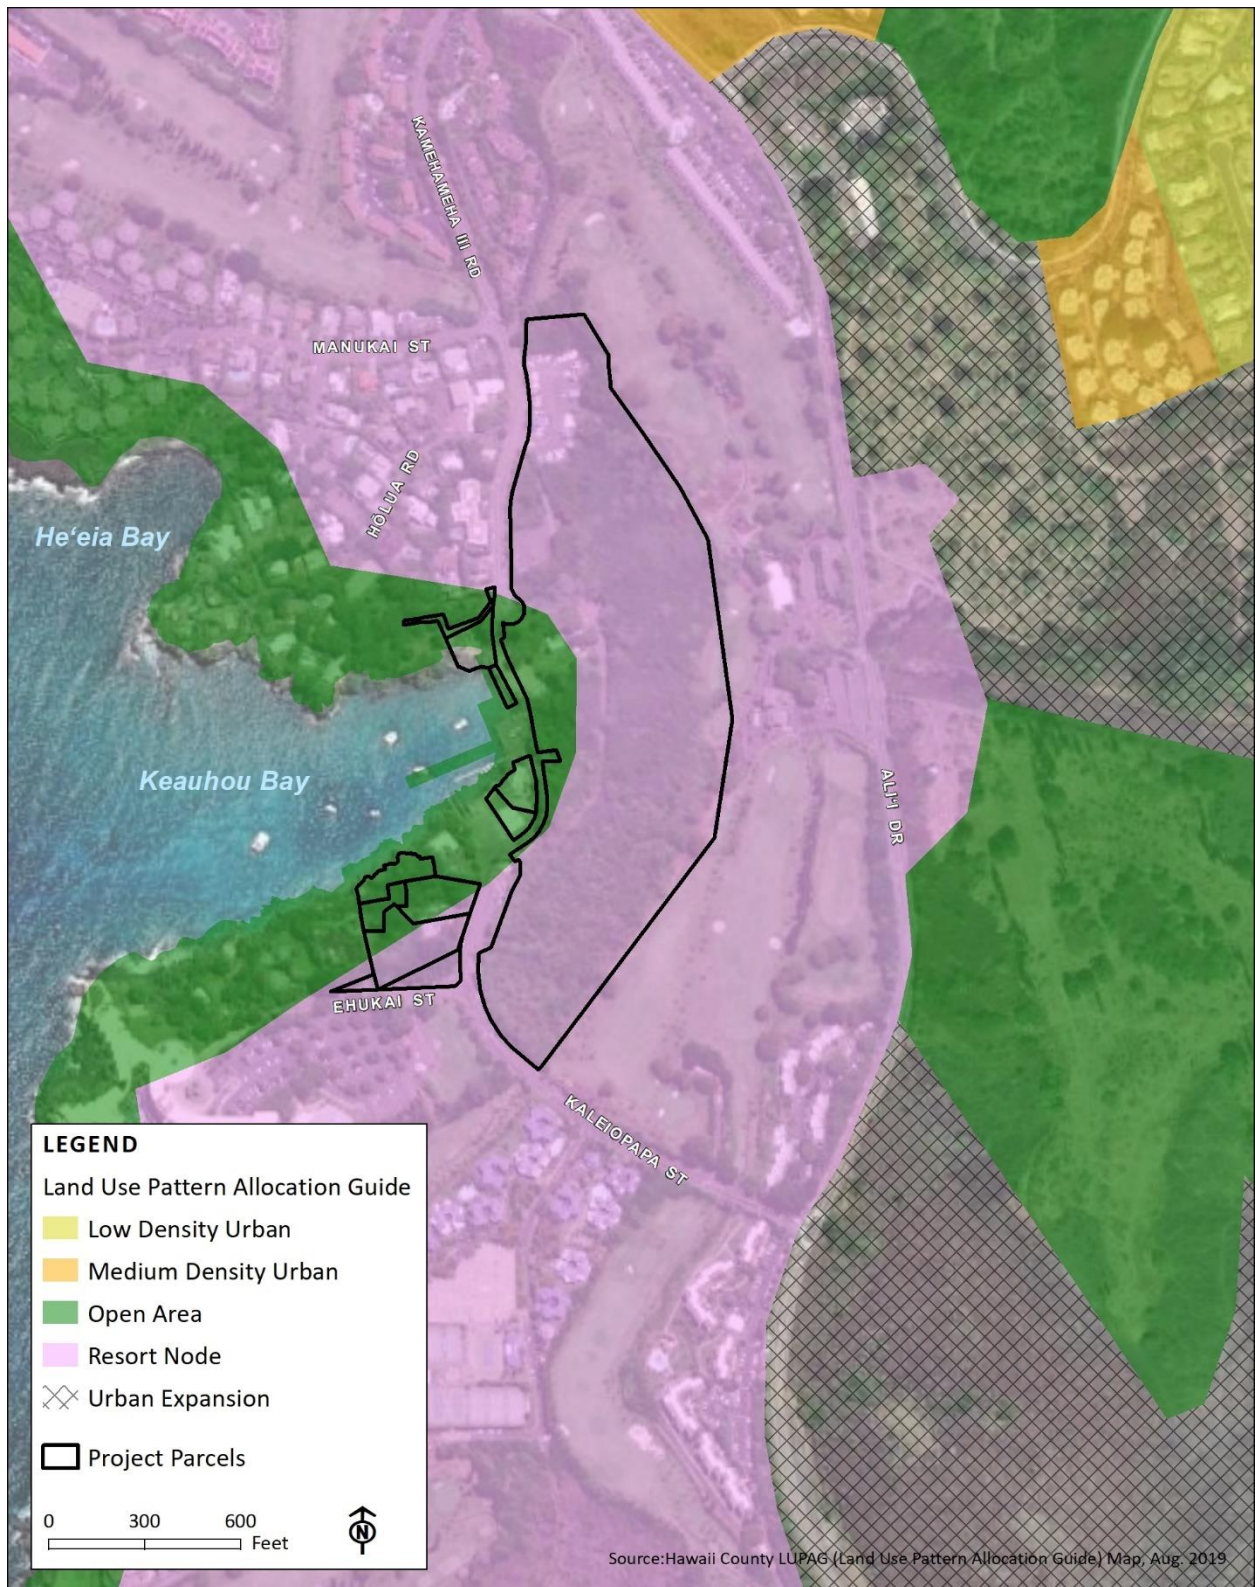 KAMEHAMEHA III RD
MANUKAI ST
HŌLUA RD
He‘eia Bay
Keauhou Bay
ALI‘I DR
EHUKAI ST
KALEIOPAPA ST
LEGEND
Land Use Pattern Allocation Guide
Low Density Urban
Medium Density Urban
Open Area
Resort Node
Urban Expansion
Project Parcels
0 300 600
Feet
N
Source:Hawaii County LUPAG (Land Use Pattern Allocation Guide) Map, Aug. 2019